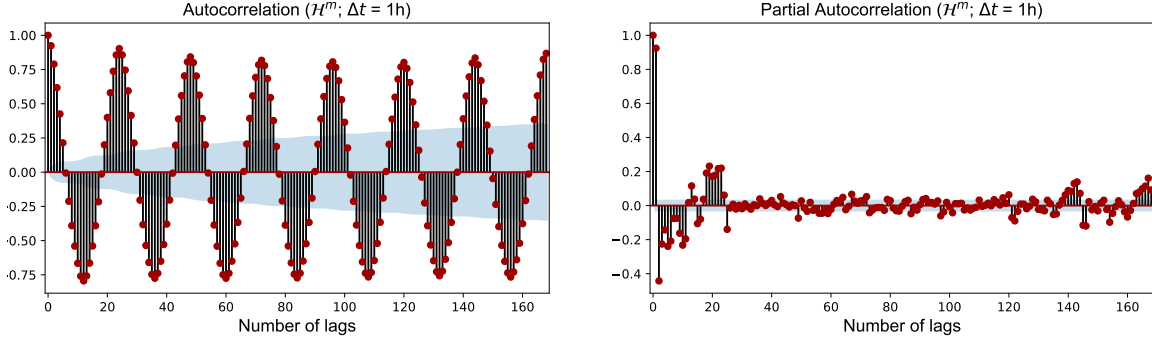 Autocorrelation (ℋᵐ; Δt = 1h)
1.00
0.75
0.50
0.25
0.00
-0.25
-0.50
-0.75
0 20 40 60 80 100 120 140 160
Number of lags
Partial Autocorrelation (ℋᵐ; Δt = 1h)
1.0
0.8
0.6
0.4
0.2
0.0
−0.2
−0.4
0 20 40 60 80 100 120 140 160
Number of lags